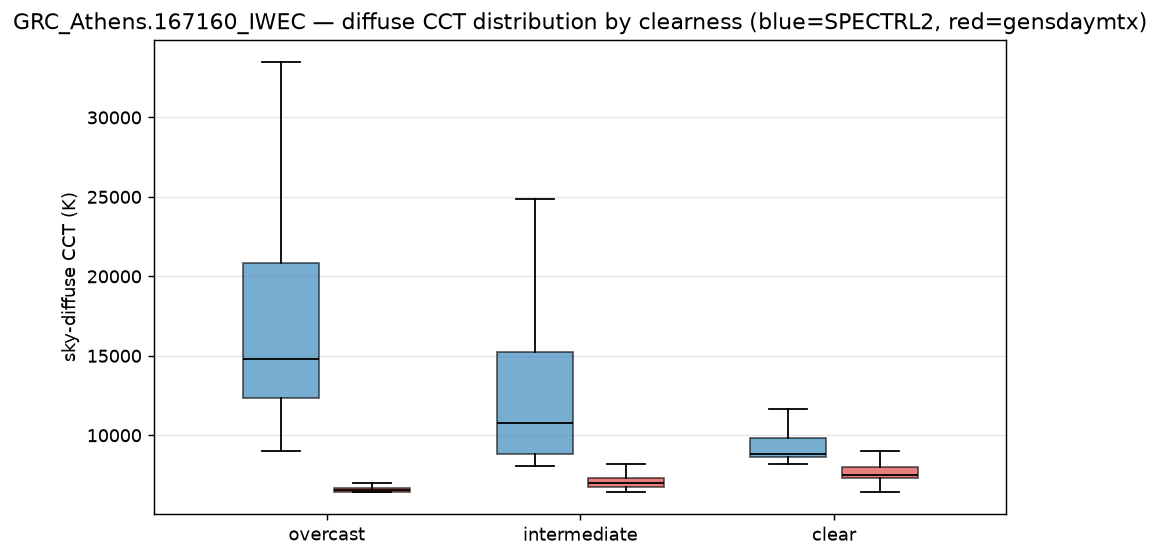 GRC_Athens.167160_IWEC — diffuse CCT distribution by clearness (blue=SPECTRL2, red=gensdaymtx)
sky-diffuse CCT (K)
30000
25000
20000
15000
10000
overcast
intermediate
clear